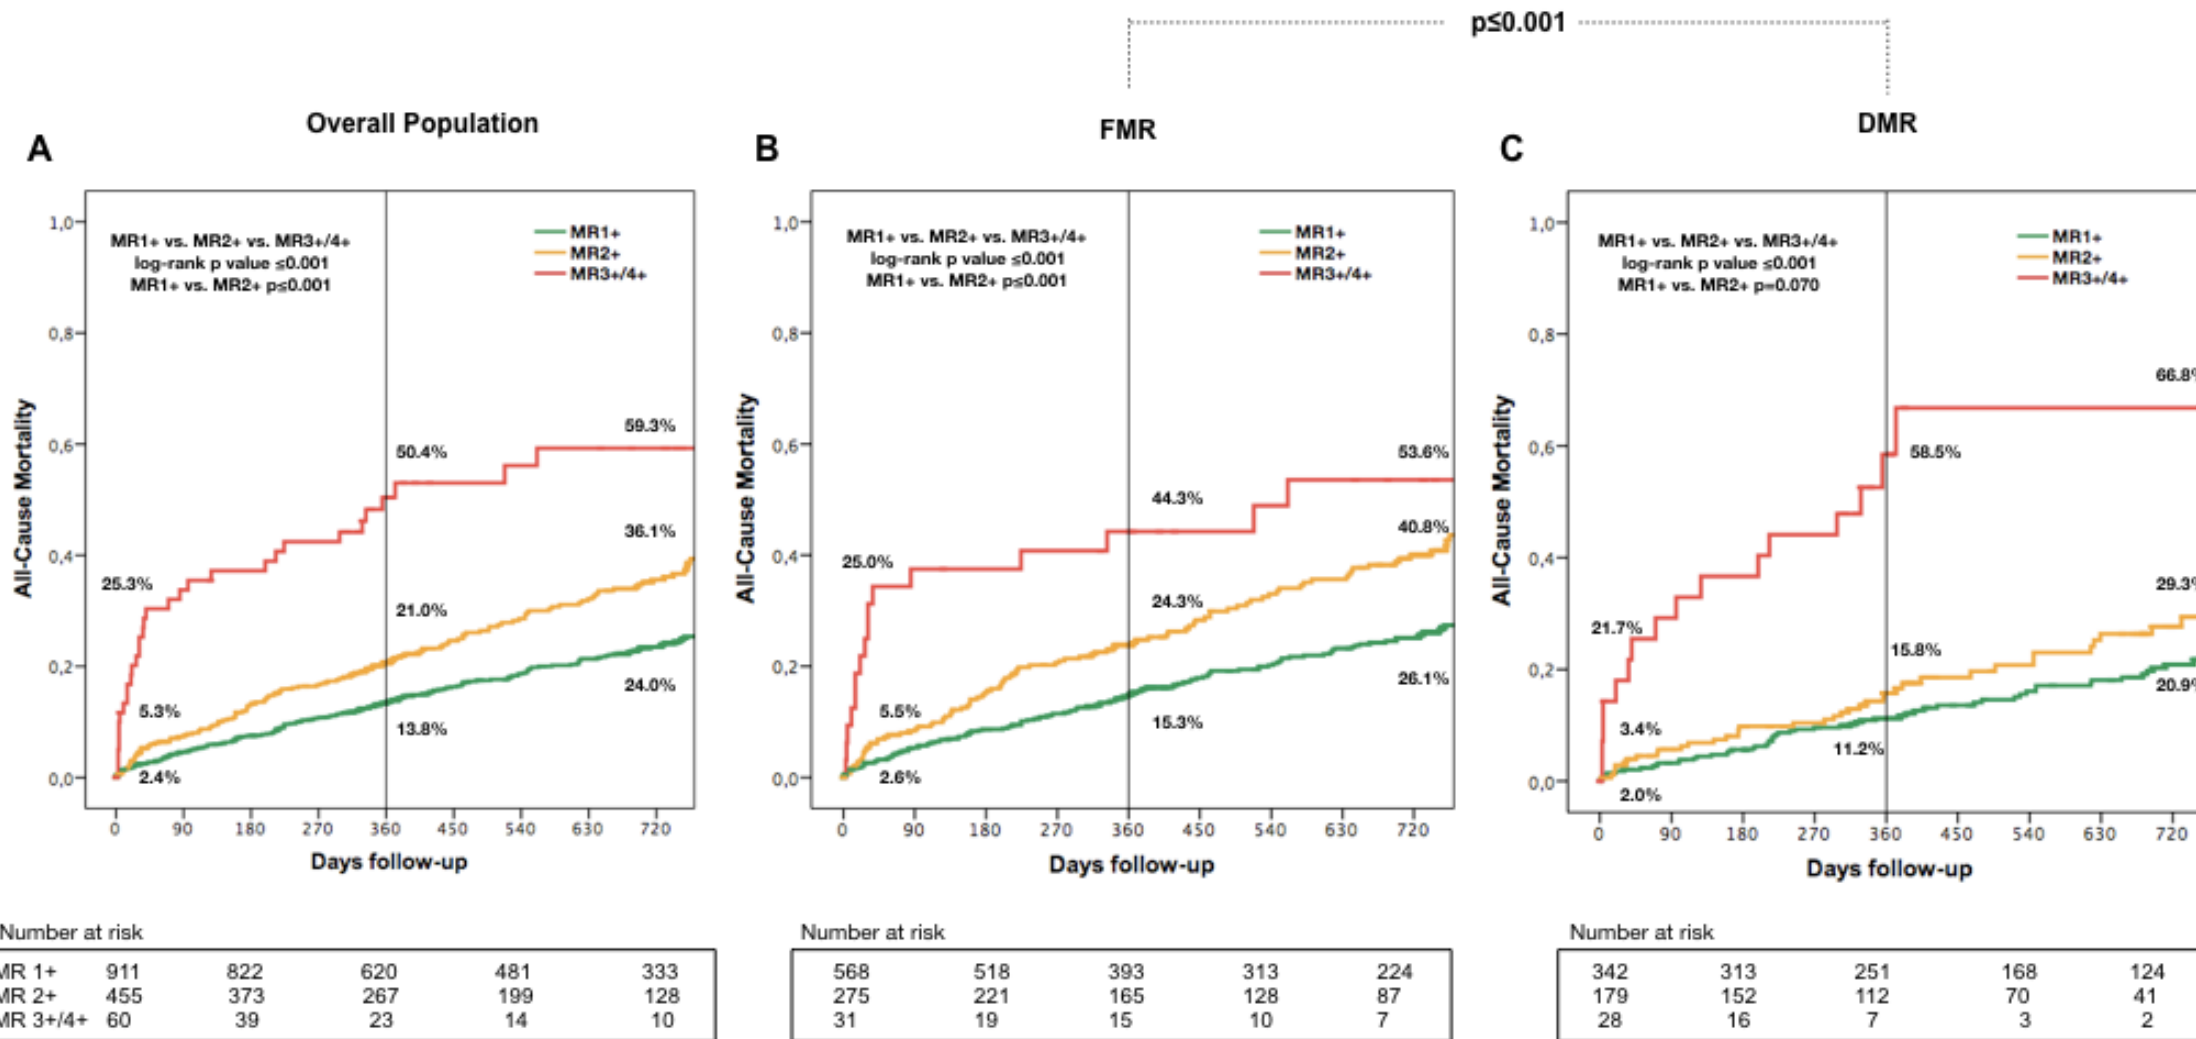 p≤0.001
Overall Population
FMR
DMR
A
B
C
MR1+ vs. MR2+ vs. MR3+/4+
log-rank p value ≤0.001
MR1+ vs. MR2+ p≤0.001
MR1+
MR2+
MR3+/4+
1,0
0,8
0,6
0,4
0,2
0,0
All-Cause Mortality
25.3%
50.4%
59.3%
36.1%
21.0%
5.3%
24.0%
13.8%
2.4%
0 90 180 270 360 450 540 630 720
Days follow-up
MR1+ vs. MR2+ vs. MR3+/4+
log-rank p value ≤0.001
MR1+ vs. MR2+ p≤0.001
MR1+
MR2+
MR3+/4+
1,0
0,8
0,6
0,4
0,2
0,0
All-Cause Mortality
25.0%
44.3%
53.6%
40.8%
24.3%
5.5%
26.1%
15.3%
2.6%
0 90 180 270 360 450 540 630 720
Days follow-up
MR1+ vs. MR2+ vs. MR3+/4+
log-rank p value ≤0.001
MR1+ vs. MR2+ p=0.070
MR1+
MR2+
MR3+/4+
1,0
0,8
0,6
0,4
0,2
0,0
All-Cause Mortality
66.8%
58.5%
21.7%
29.3%
15.8%
3.4%
20.9%
11.2%
2.0%
0 90 180 270 360 450 540 630 720
Days follow-up
Number at risk
MR 1+ 911 822 620 481 333
MR 2+ 455 373 267 199 128
MR 3+/4+ 60 39 23 14 10
Number at risk
568 518 393 313 224
275 221 165 128 87
31 19 15 10 7
Number at risk
342 313 251 168 124
179 152 112 70 41
28 16 7 3 2